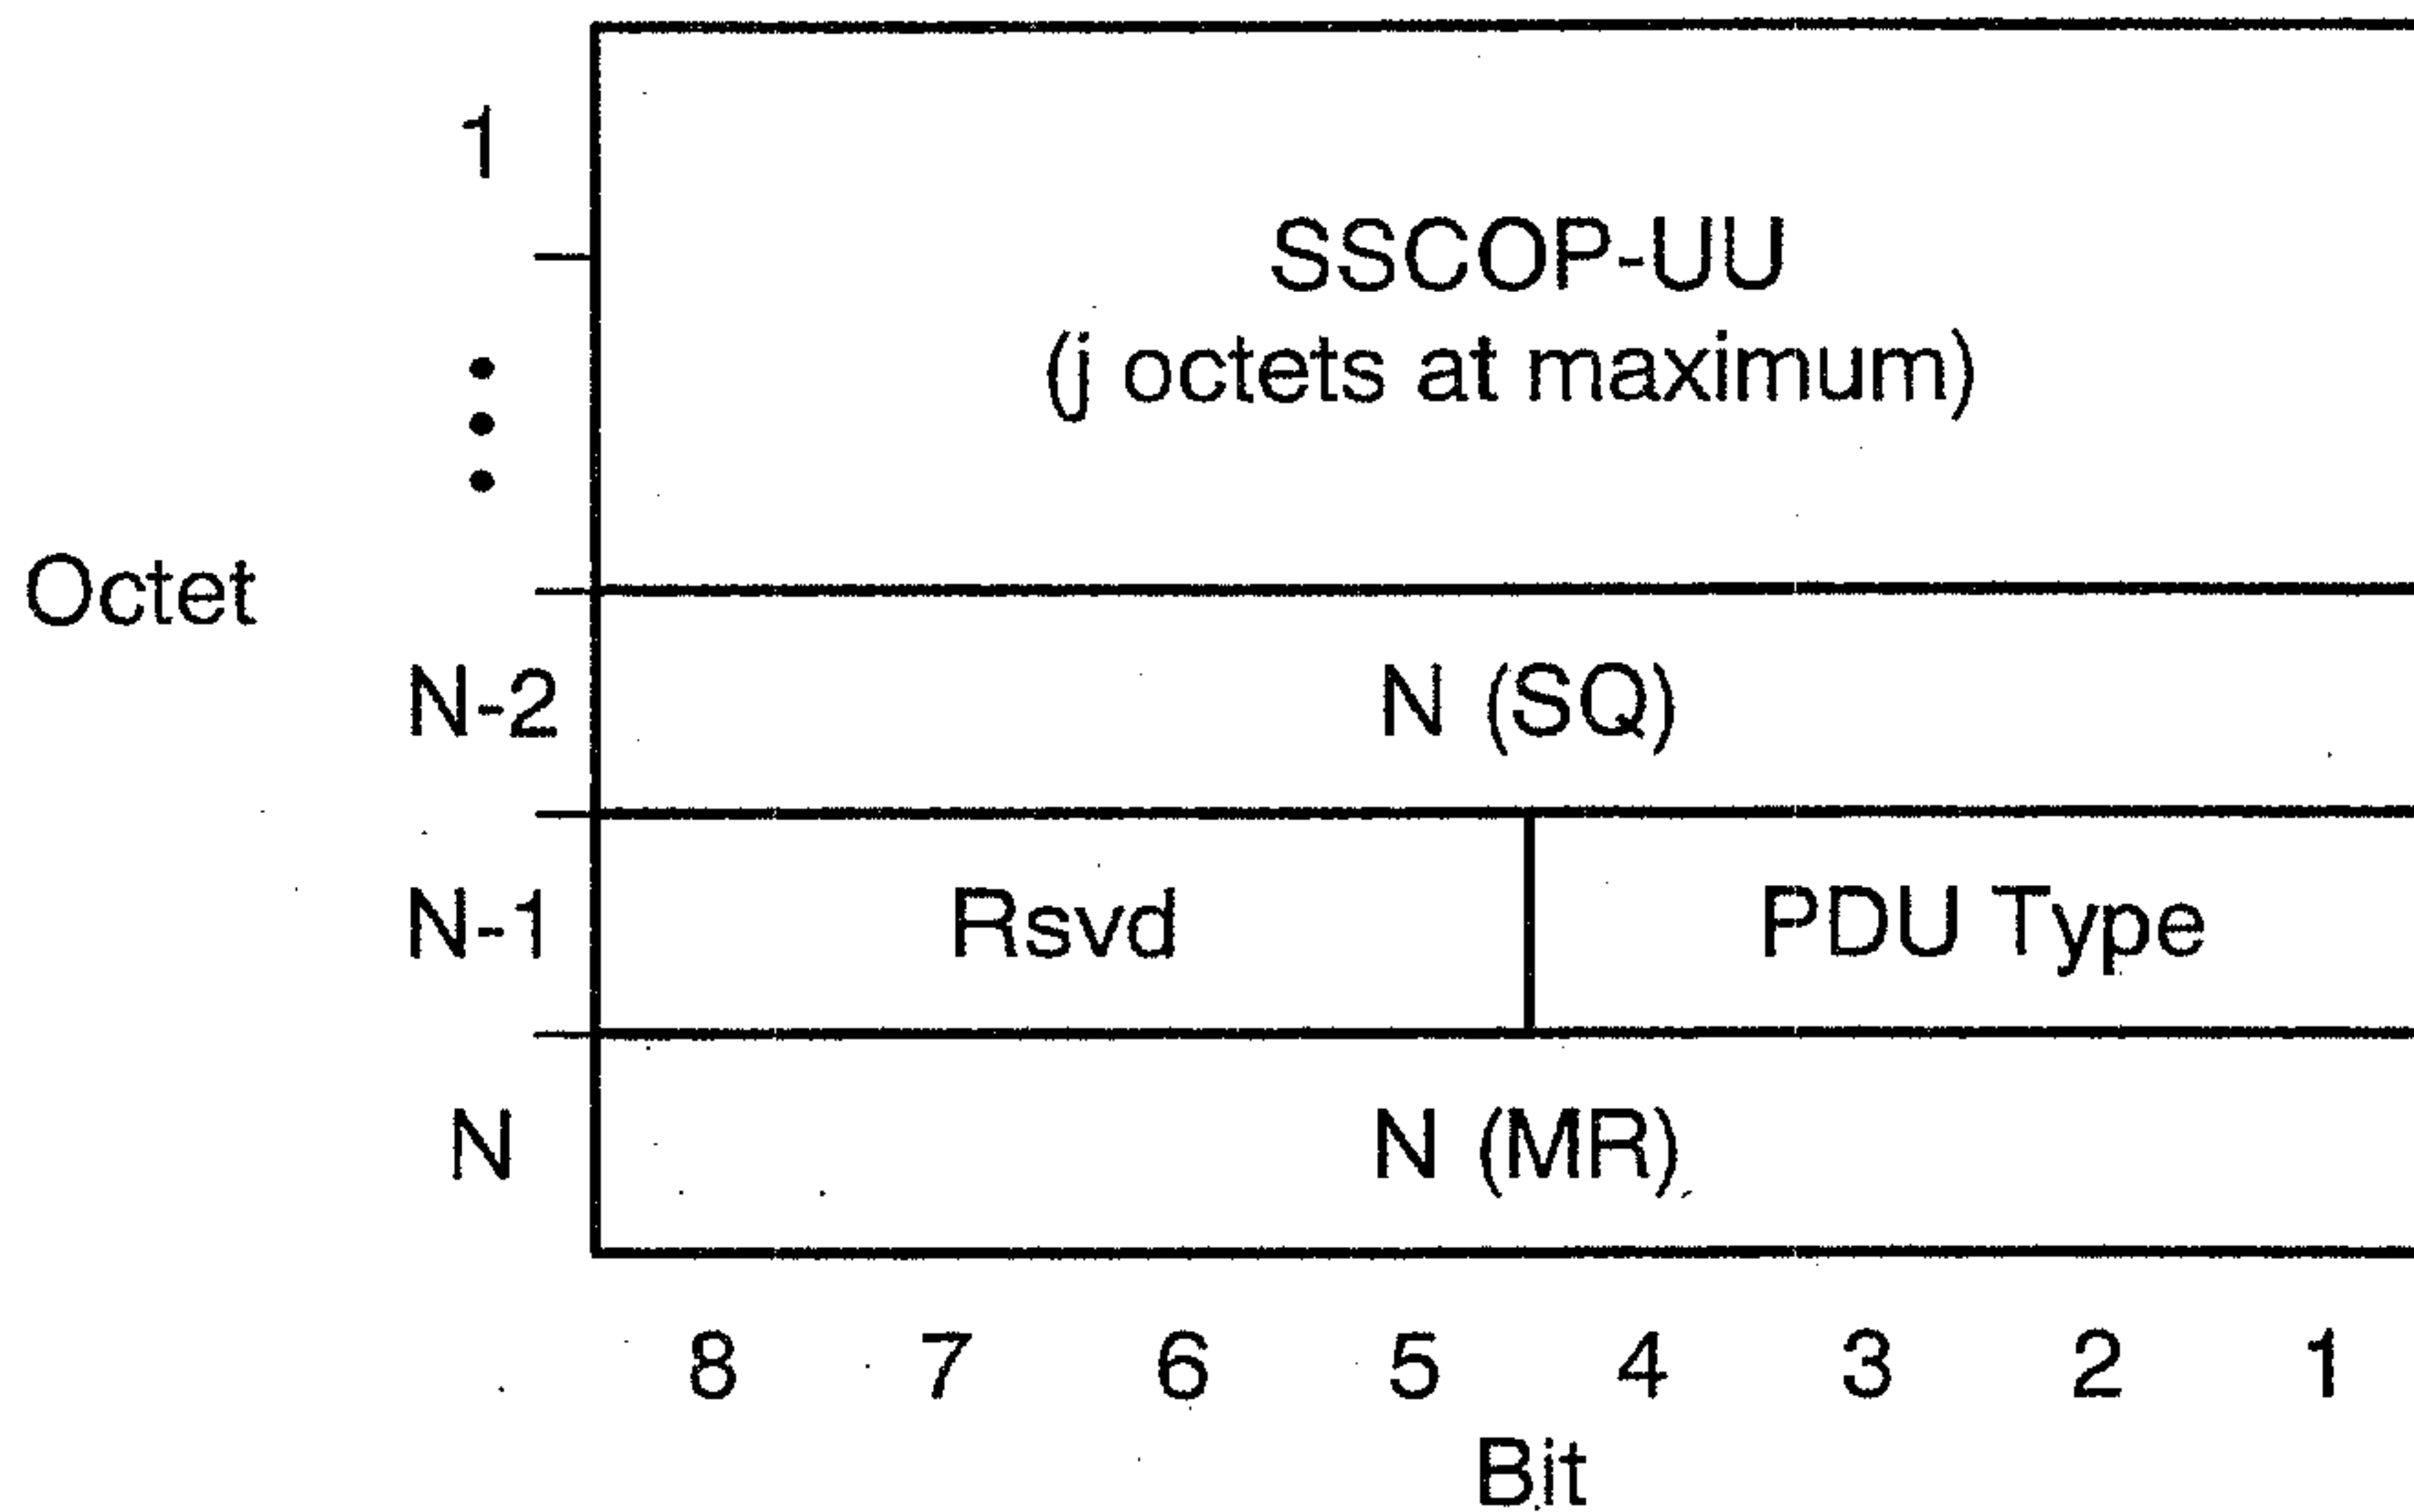 1
SSCOP-UU
(j octets at maximum)
Octet
N-2
N (SQ)
N-1
Rsvd
PDU Type
N
N (MR)
8 7 6 5 4 3 2 1
Bit